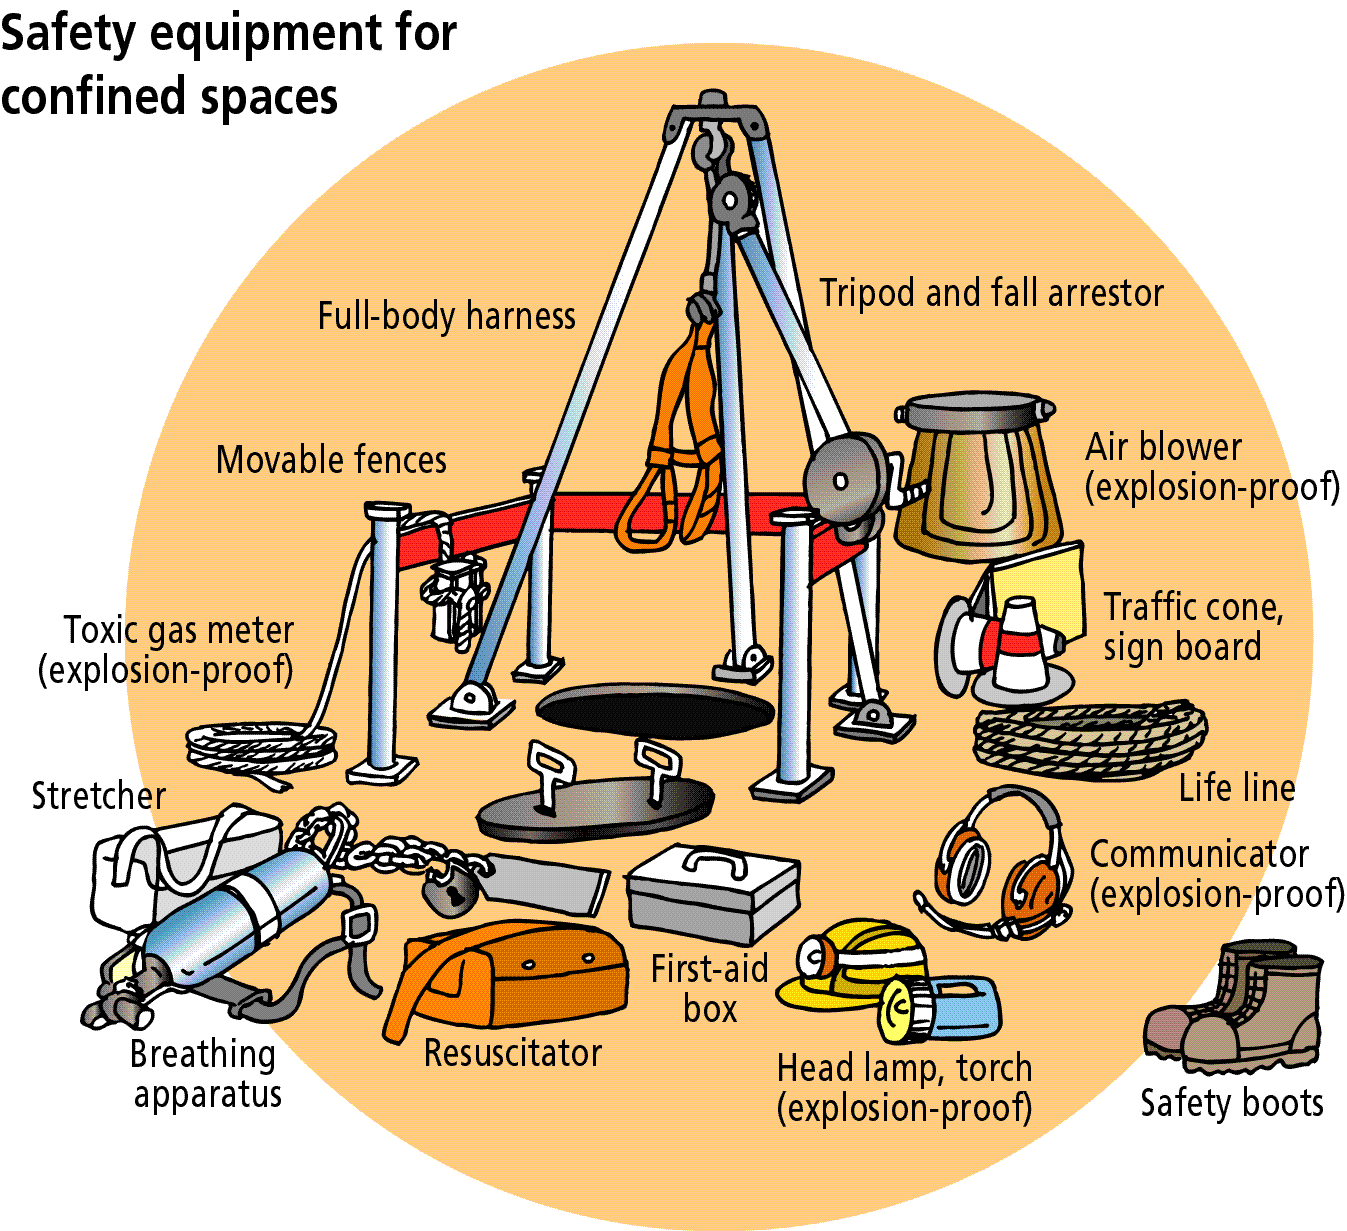 Safety equipment for
confined spaces
Full-body harness
Tripod and fall arrestor
Movable fences
Air blower
(explosion-proof)
Toxic gas meter
(explosion-proof)
Traffic cone,
sign board
Stretcher
Life line
Communicator
(explosion-proof)
First-aid
box
Breathing
apparatus
Resuscitator
Head lamp, torch
(explosion-proof)
Safety boots